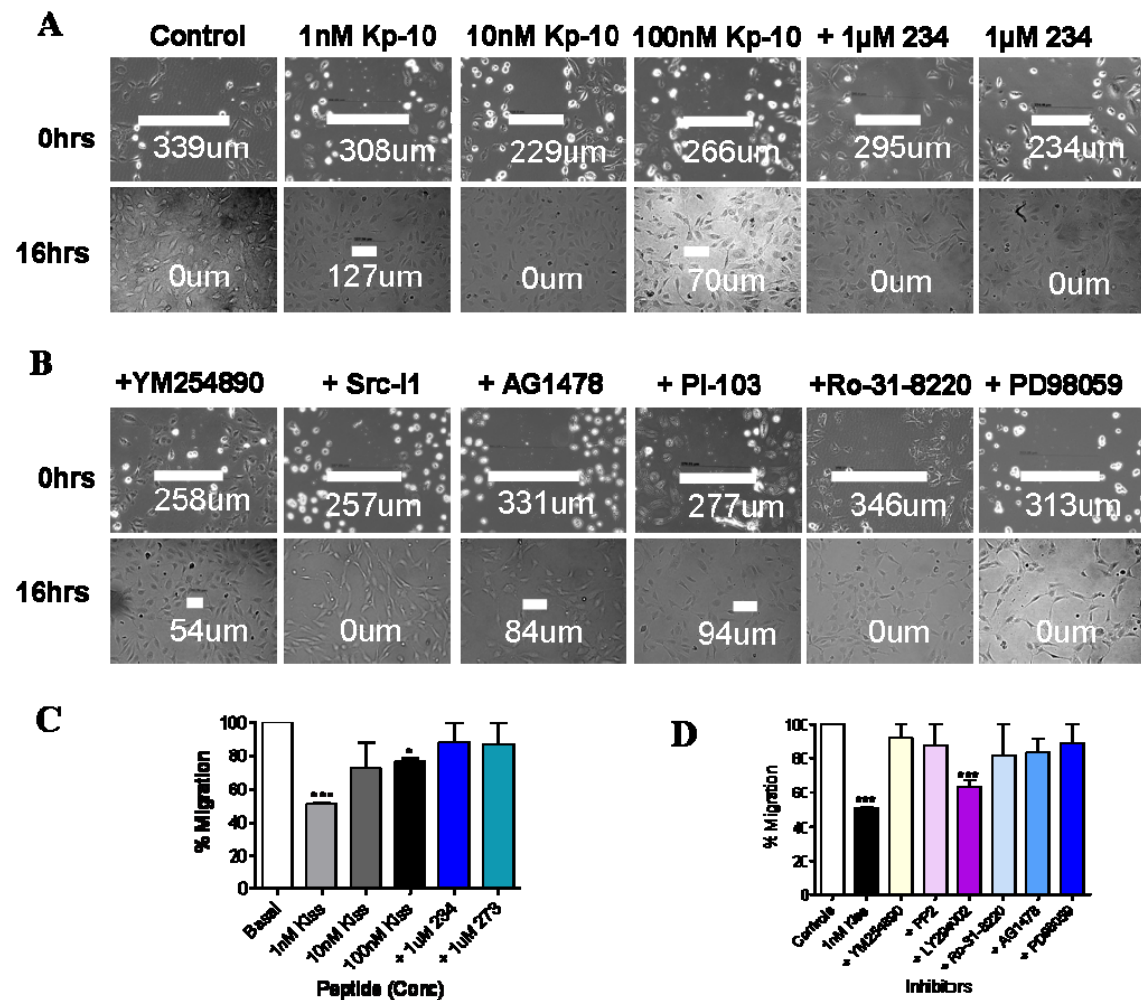 A
Control 1nM Kp-10 10nM Kp-10 100nM Kp-10 + 1µM 234 1µM 234
0hrs
339um 308um 229um 266um 295um 234um
16hrs
0um 127um 0um 70um 0um 0um
B
+YM254890 + Src-I1 + AG1478 + PI-103 +Ro-31-8220 + PD98059
0hrs
258um 257um 331um 277um 346um 313um
16hrs
54um 0um 84um 94um 0um 0um
C
% Migration
100
80
60
40
20
0
***
*
Basal
1nM Kiss
10nM Kiss
100nM Kiss
+ 1uM 234
+ 1uM 273
Peptide (Conc)
D
% Migration
100
80
60
40
20
0
***
***
Controls
1nM Kiss
+ YM254890
+ PP2
+ LY294002
+ Ro-31-8220
+ AG1478
+ PD98059
Inhibitors